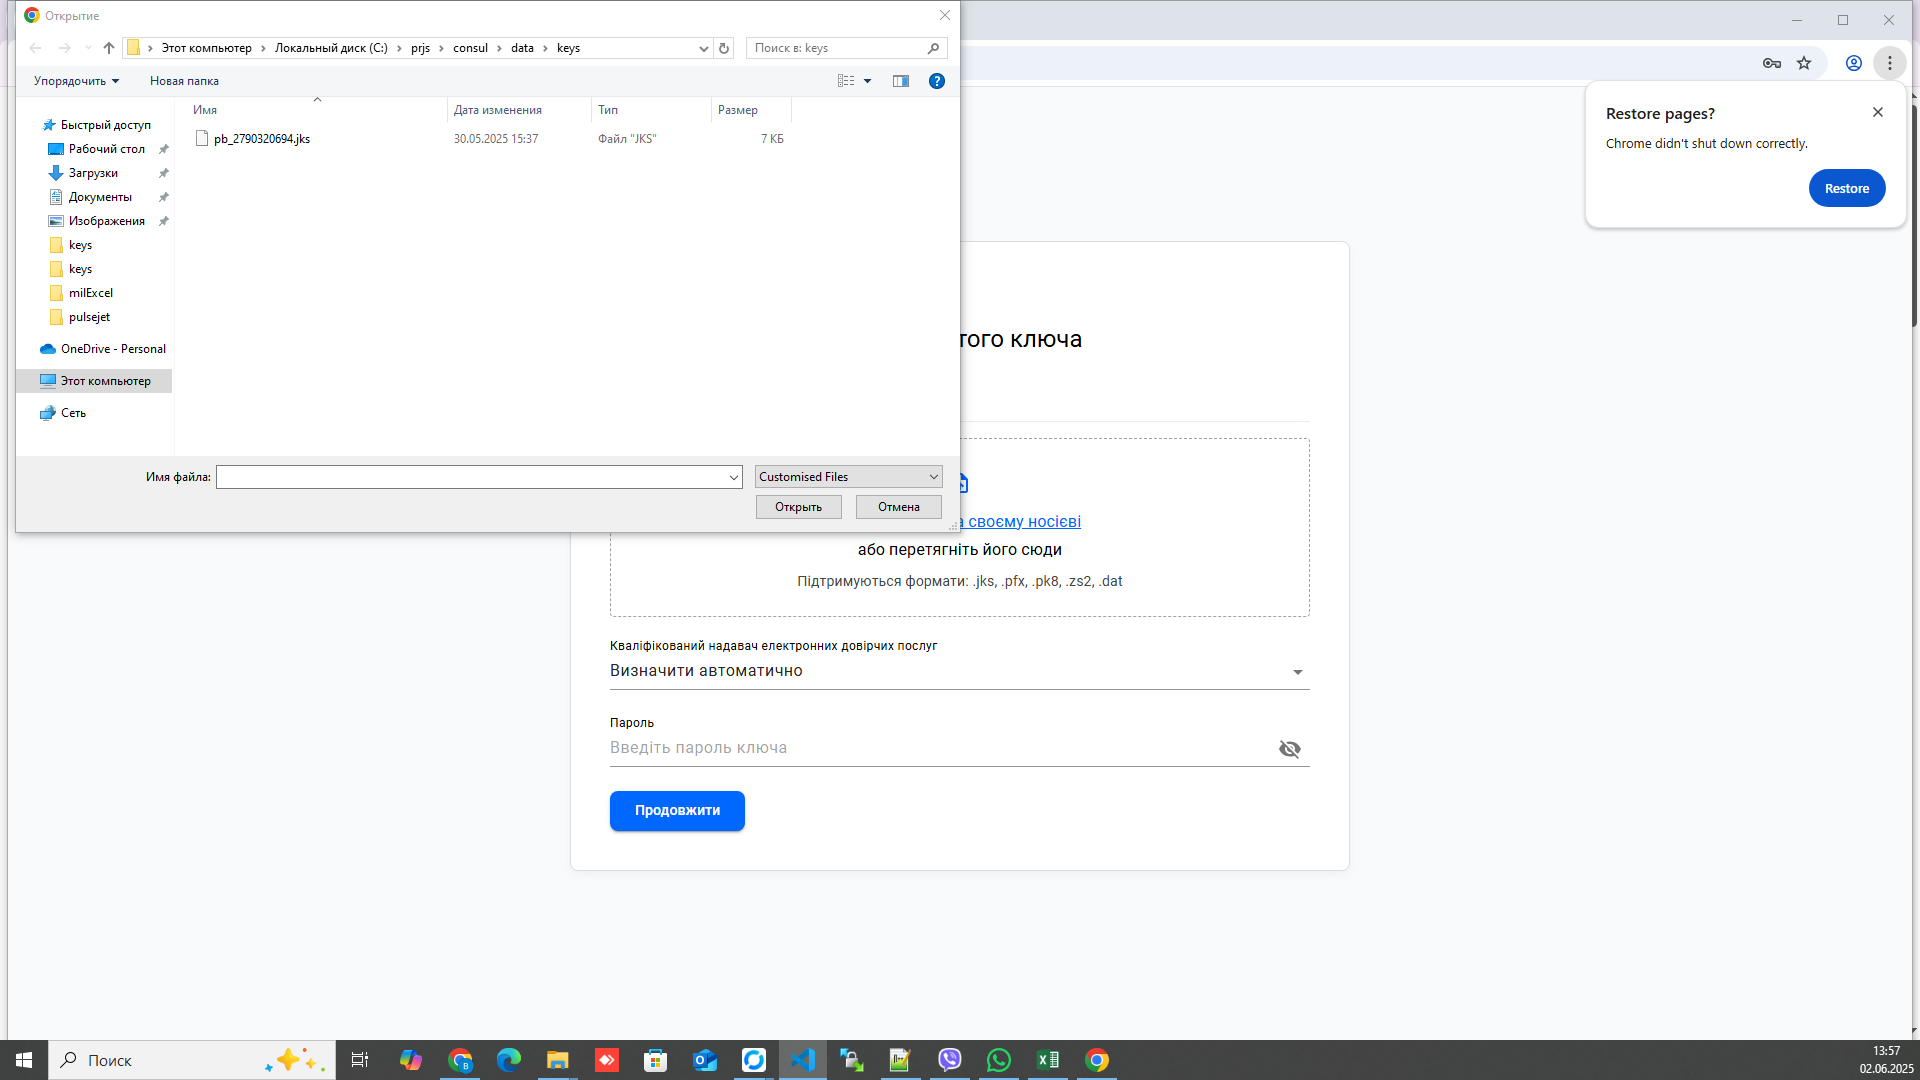 Открытие
Этот компьютер
Локальный диск (C:)
prjs
consul
data
keys
Поиск в: keys
Упорядочить
Новая папка
Имя
Дата изменения
Тип
Размер
pb_2790320694.jks
30.05.2025 15:37
Файл "JKS"
7 КБ
Быстрый доступ
Рабочий стол
Загрузки
Документы
Изображения
keys
keys
milExcel
pulsejet
OneDrive - Personal
Этот компьютер
Сеть
Имя файла:
Customised Files
Открыть
Отмена
Restore pages?
Chrome didn't shut down correctly.
Restore
того ключа
своєму носієві
або перетягніть його сюди
Підтримуються формати: .jks, .pfx, .pk8, .zs2, .dat
Кваліфікований надавач електронних довірчих послуг
Визначити автоматично
Пароль
Введіть пароль ключа
Продовжити
Поиск
13:57
02.06.2025